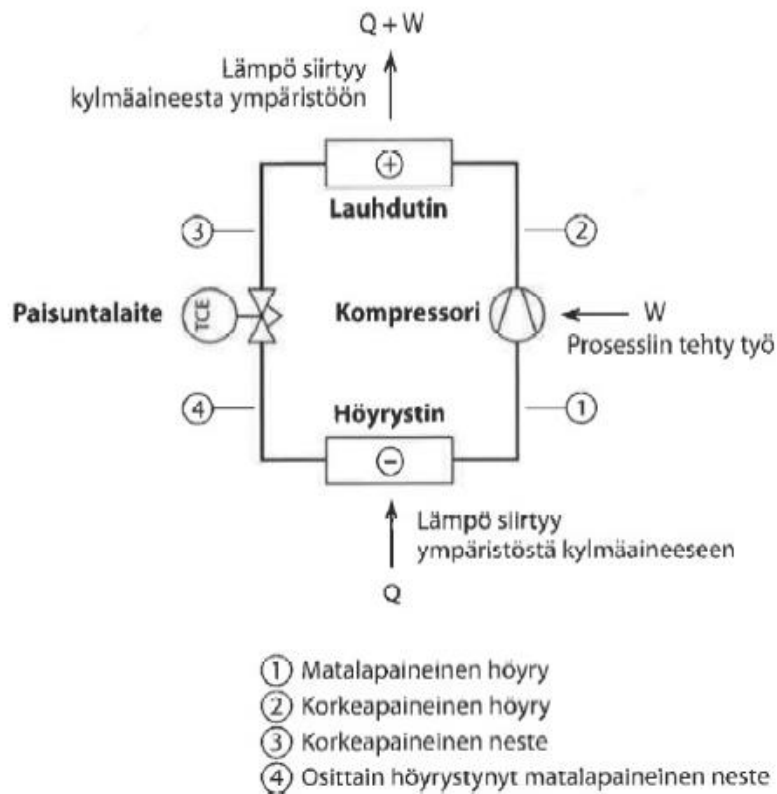 Q + W
Lämpö siirtyy
kylmäaineesta ympäristöön
+
Lauhdutin
3
2
Paisuntalaite
TCE
Kompressori
W
Prosessiin tehty työ
4
1
Höyrystin
−
Lämpö siirtyy
ympäristöstä kylmäaineeseen
Q
1 Matalapaineinen höyry
2 Korkeapaineinen höyry
3 Korkeapaineinen neste
4 Osittain höyrystynyt matalapaineinen neste